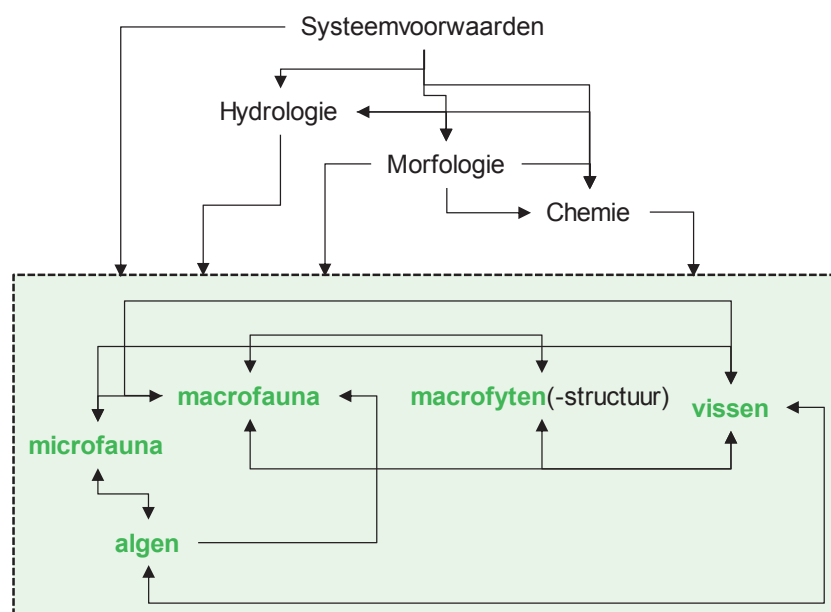 Systeemvoorwaarden
Hydrologie
Morfologie
Chemie
macrofauna
macrofyten(-structuur)
vissen
microfauna
algen